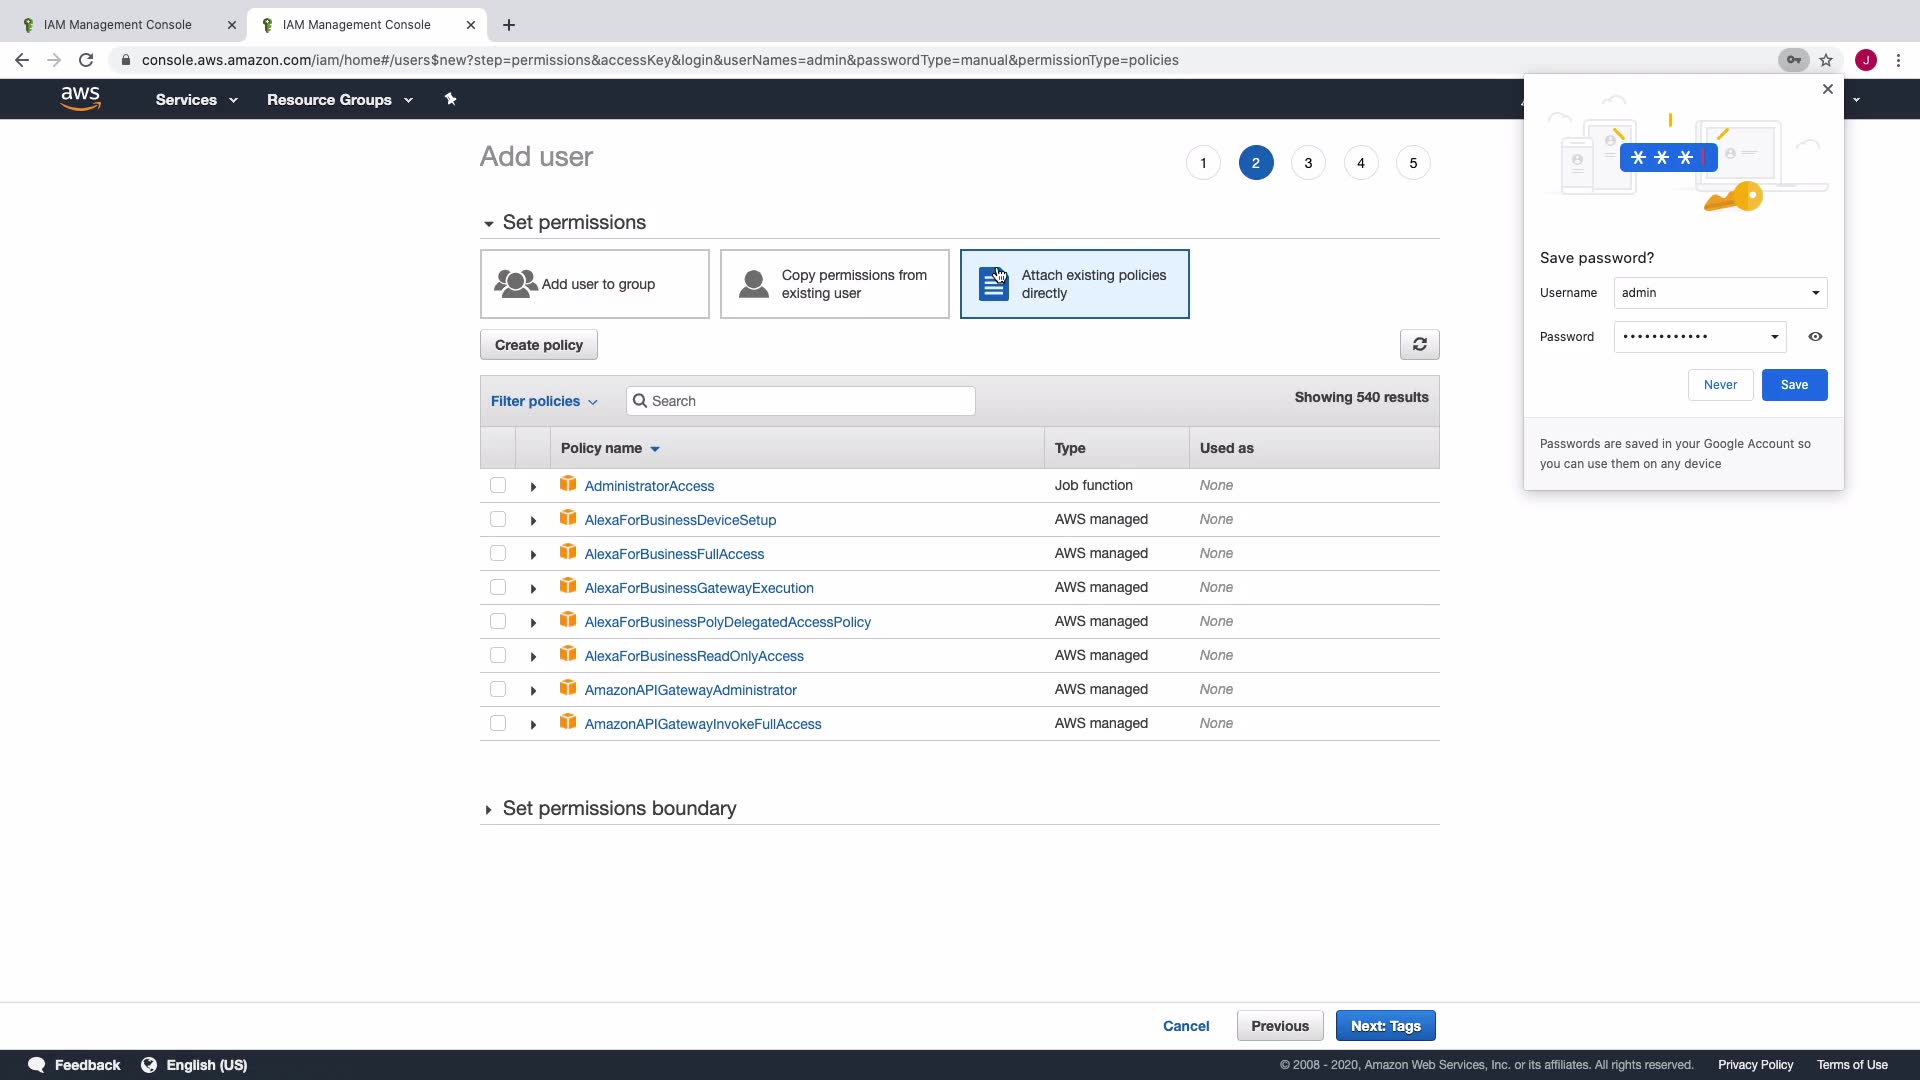 IAM Management Console
IAM Management Console
console.aws.amazon.com/iam/home#/users$new?step=permissions&accessKey&login&userNames=admin&passwordType=manual&permissionType=policies
J
aws
Services
Resource Groups
Add user
1
2
3
4
5
Set permissions
Add user to group
Copy permissions from
existing user
Attach existing policies
directly
Create policy
Filter policies
Search
Showing 540 results
Policy name
Type
Used as
AdministratorAccess
Job function
None
AlexaForBusinessDeviceSetup
AWS managed
None
AlexaForBusinessFullAccess
AWS managed
None
AlexaForBusinessGatewayExecution
AWS managed
None
AlexaForBusinessPolyDelegatedAccessPolicy
AWS managed
None
AlexaForBusinessReadOnlyAccess
AWS managed
None
AmazonAPIGatewayAdministrator
AWS managed
None
AmazonAPIGatewayInvokeFullAccess
AWS managed
None
Set permissions boundary
* * *
Save password?
Username
admin
Password
••••••••••••
Never
Save
Passwords are saved in your Google Account so
you can use them on any device
Cancel
Previous
Next: Tags
Feedback
English (US)
© 2008 - 2020, Amazon Web Services, Inc. or its affiliates. All rights reserved.
Privacy Policy
Terms of Use